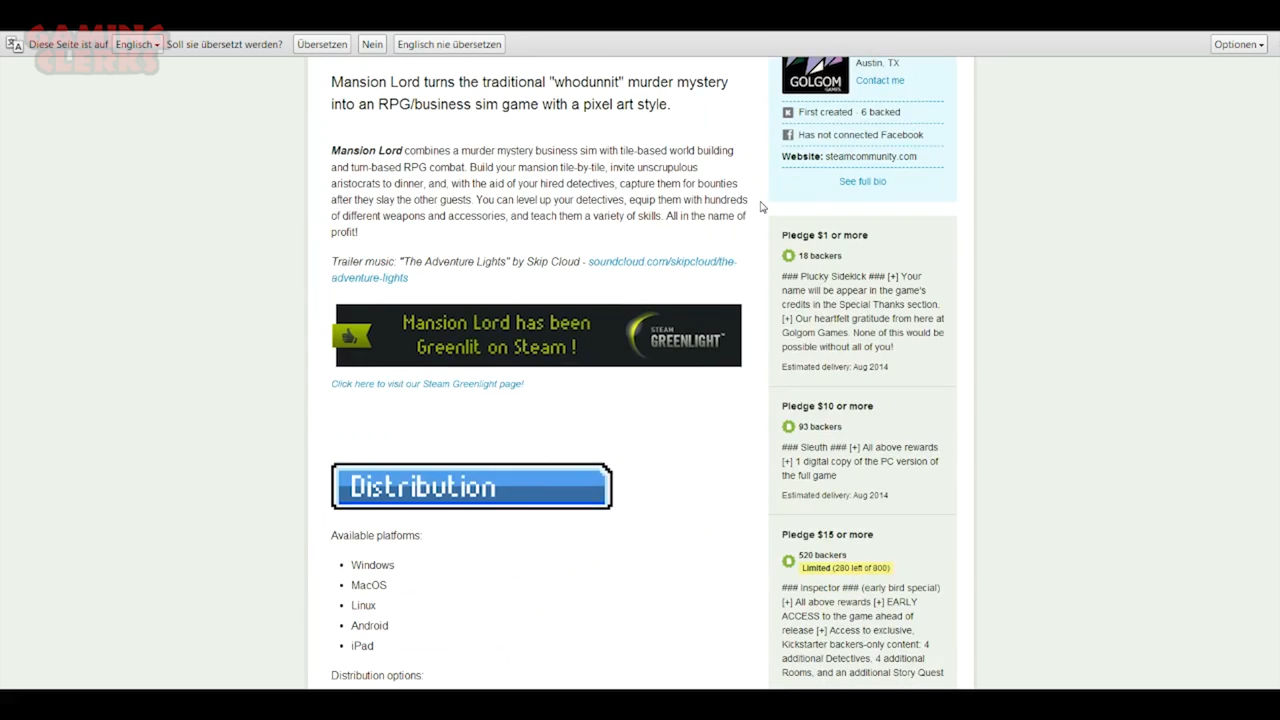 GAMING
CLERKS
Diese Seite ist auf Englisch Soll sie übersetzt werden? Übersetzen Nein Englisch nie übersetzen Optionen
Mansion Lord turns the traditional "whodunnit" murder mystery
into an RPG/business sim game with a pixel art style.
Mansion Lord combines a murder mystery business sim with tile-based world building
and turn-based RPG combat. Build your mansion tile-by-tile, invite unscrupulous
aristocrats to dinner, and, with the aid of your hired detectives, capture them for bounties
after they slay the other guests. You can level up your detectives, equip them with hundreds
of different weapons and accessories, and teach them a variety of skills. All in the name of
profit!
Trailer music: "The Adventure Lights" by Skip Cloud - soundcloud.com/skipcloud/the-
adventure-lights
Mansion Lord has been
Greenlit on Steam !
STEAM
GREENLIGHT™
Click here to visit our Steam Greenlight page!
Distribution
Available platforms:
• Windows
• MacOS
• Linux
• Android
• iPad
Distribution options:
GOLGOM
GAMES
Austin, TX
Contact me
First created · 6 backed
Has not connected Facebook
Website: steamcommunity.com
See full bio
Pledge $1 or more
18 backers
### Plucky Sidekick ### [+] Your
name will be appear in the game's
credits in the Special Thanks section.
[+] Our heartfelt gratitude from here at
Golgom Games. None of this would be
possible without all of you!
Estimated delivery: Aug 2014
Pledge $10 or more
93 backers
### Sleuth ### [+] All above rewards
[+] 1 digital copy of the PC version of
the full game
Estimated delivery: Aug 2014
Pledge $15 or more
520 backers
Limited (280 left of 800)
### Inspector ### (early bird special)
[+] All above rewards [+] EARLY
ACCESS to the game ahead of
release [+] Access to exclusive,
Kickstarter backers-only content: 4
additional Detectives, 4 additional
Rooms, and an additional Story Quest